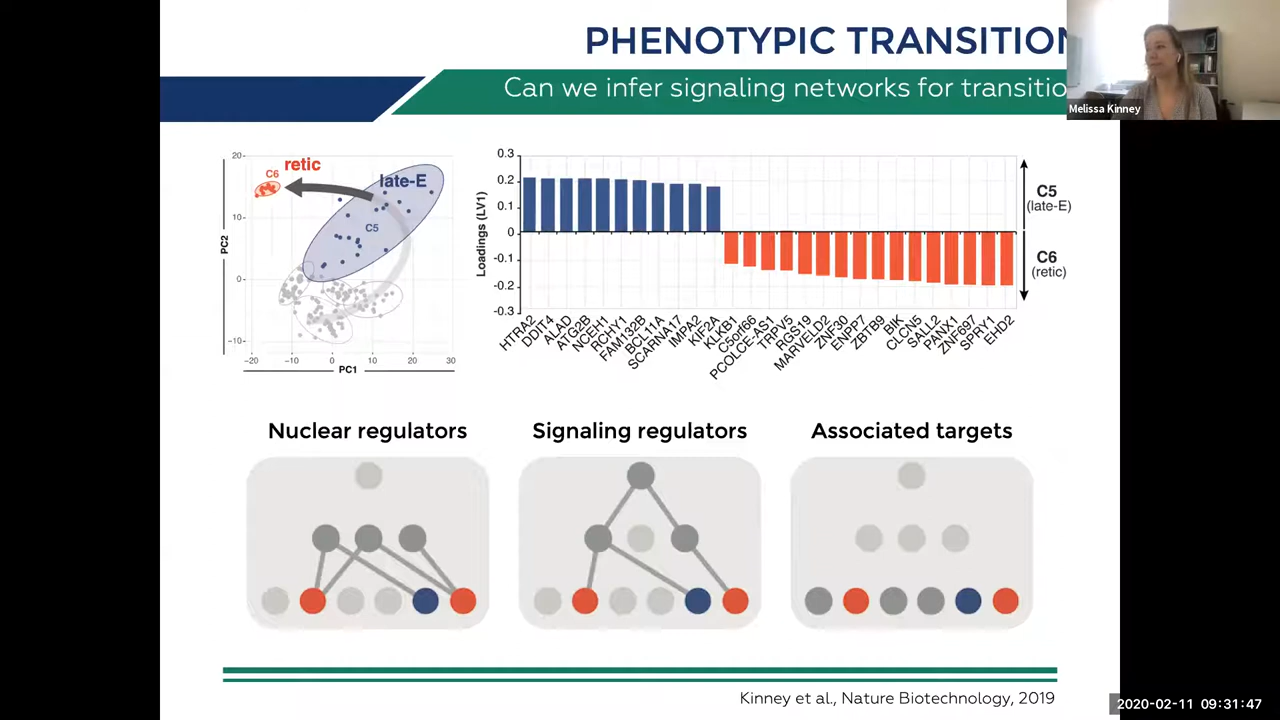 PHENOTYPIC TRANSITION
Can we infer signaling networks for transitio
Melissa Kinney
20
10
0
−10
PC2
−20
−10
0
10
20
30
PC1
C6
retic
late-E
C5
Loadings (LV1)
0.3
0.2
0.1
0
-0.1
-0.2
-0.3
HTRA2
DDIT4
ALAD
ATG2B
NCEH1
RCHY1
FAM132B
BCL11A
SCARNA17
IMPA2
KIF2A
KLKB1
C5orf66
PCOLCE-AS1
TRPV5
RGS19
MARVELD2
ZNF30
ENPP7
ZBTB9
BIK
CLCN5
SALL2
PANX1
ZNF697
SPRY1
EHD2
C5
(late-E)
C6
(retic)
Nuclear regulators
Signaling regulators
Associated targets
Kinney et al., Nature Biotechnology, 2019
2020-02-11 09:31:47